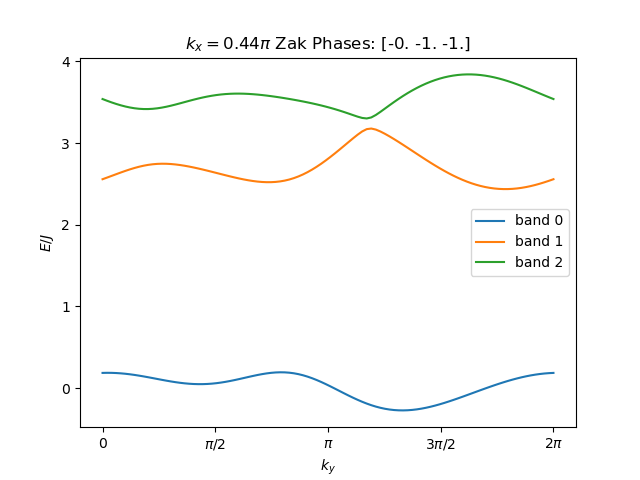 kₓ = 0.44π Zak Phases: [-0. -1. -1.]
4
3
2
1
0
E/J
band 0
band 1
band 2
0
π/2
π
3π/2
2π
k_y